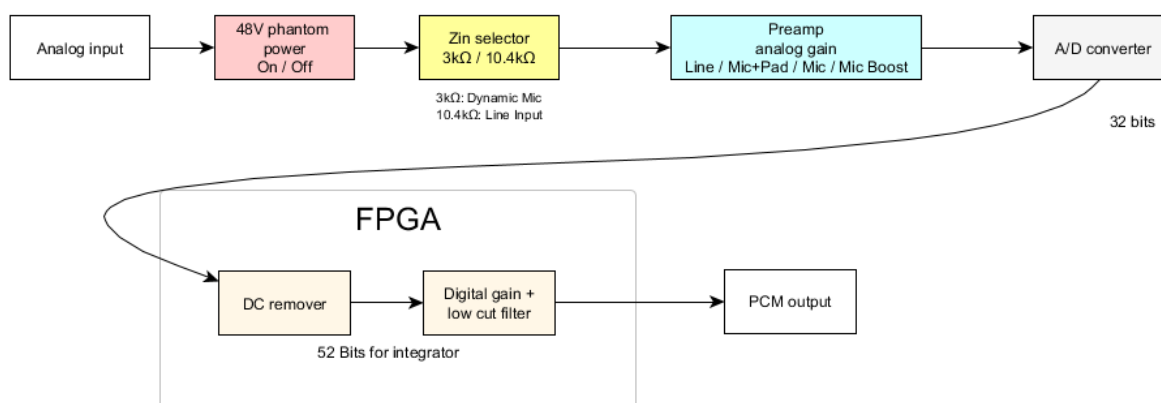 Analog input
48V phantom
power
On / Off
Zin selector
3kΩ / 10.4kΩ
Preamp
analog gain
Line / Mic+Pad / Mic / Mic Boost
A/D converter
3kΩ: Dynamic Mic
10.4kΩ: Line Input
32 bits
FPGA
DC remover
Digital gain +
low cut filter
PCM output
52 Bits for integrator